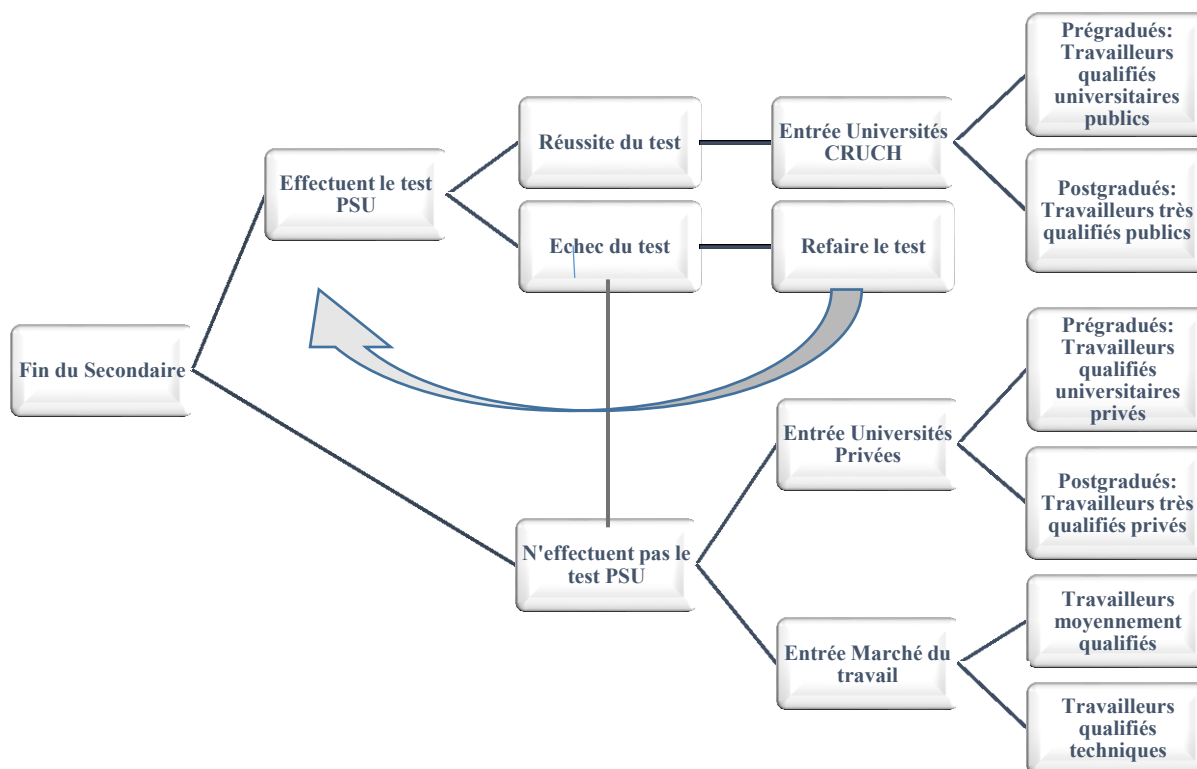 Prégradués:
Travailleurs
qualifiés
universitaires
publics
Réussite du test
Entrée Universités
CRUCH
Effectuent le test
PSU
Postgradués:
Travailleurs très
qualifiés publics
Echec du test
Refaire le test
Fin du Secondaire
Prégradués:
Travailleurs
qualifiés
universitaires
privés
Entrée Universités
Privées
Postgradués:
Travailleurs très
qualifiés privés
N'effectuent pas le
test PSU
Travailleurs
moyennement
qualifiés
Entrée Marché du
travail
Travailleurs
qualifiés
techniques